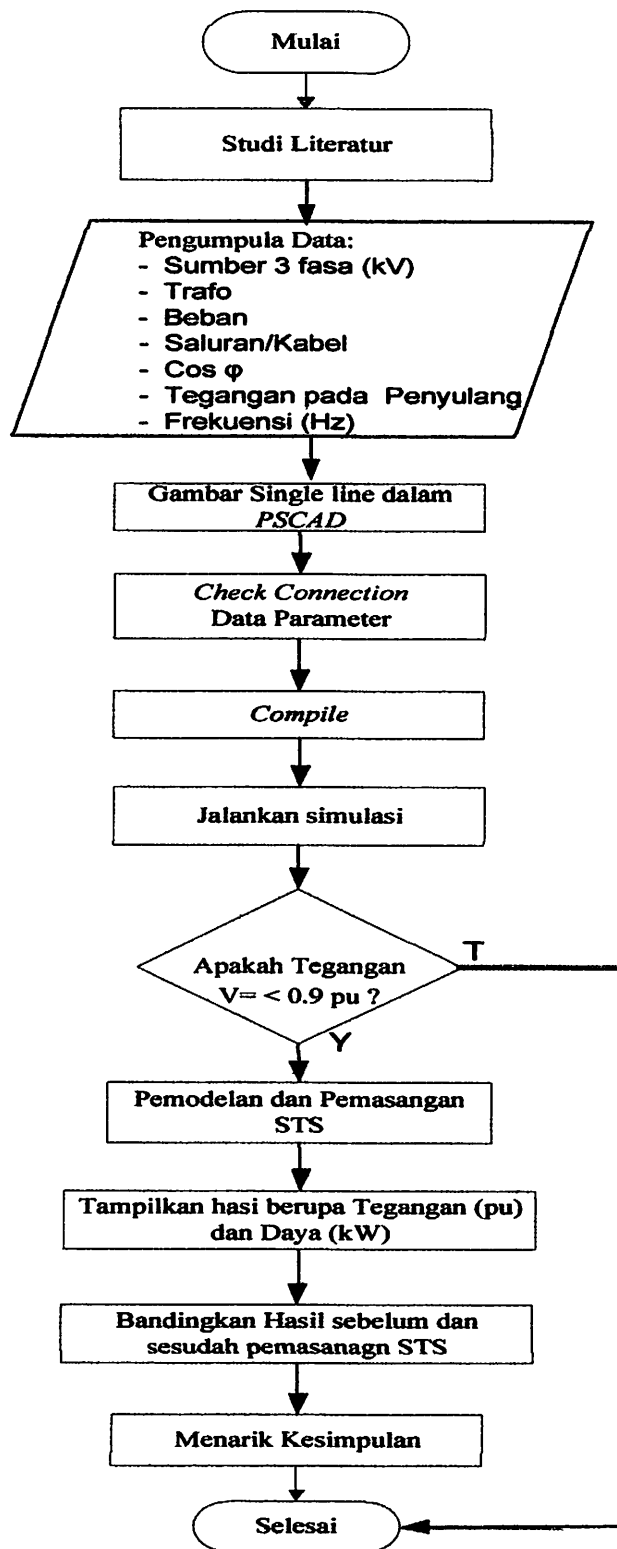 Mulai
Studi Literatur
Pengumpula Data:
- Sumber 3 fasa (kV)
- Trafo
- Beban
- Saluran/Kabel
- Cos φ
- Tegangan pada Penyulang
- Frekuensi (Hz)
Gambar Single line dalam
PSCAD
Check Connection
Data Parameter
Compile
Jalankan simulasi
Apakah Tegangan
V= < 0.9 pu ?
T
Y
Pemodelan dan Pemasangan
STS
Tampilkan hasi berupa Tegangan (pu)
dan Daya (kW)
Bandingkan Hasil sebelum dan
sesudah pemasanagn STS
Menarik Kesimpulan
Selesai